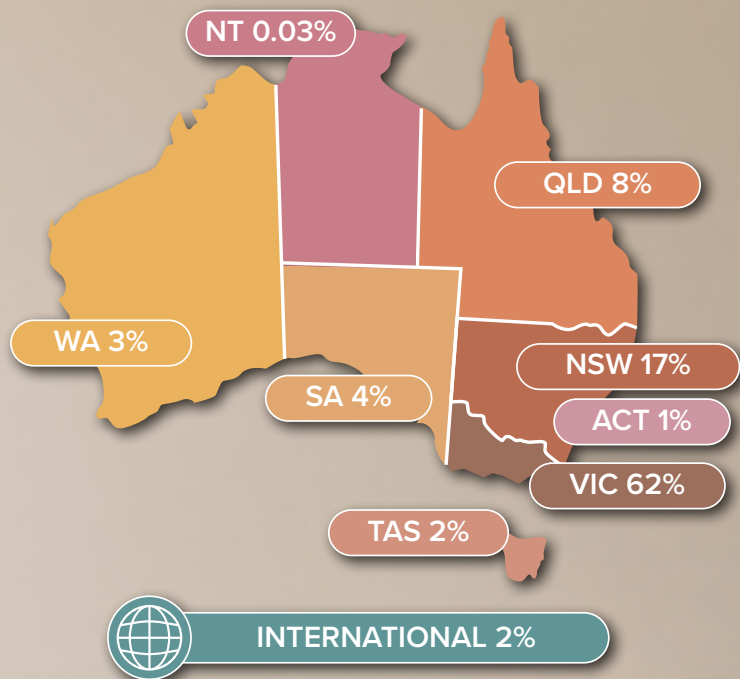 NT 0.03%
QLD 8%
WA 3%
NSW 17%
SA 4%
ACT 1%
VIC 62%
TAS 2%
INTERNATIONAL 2%